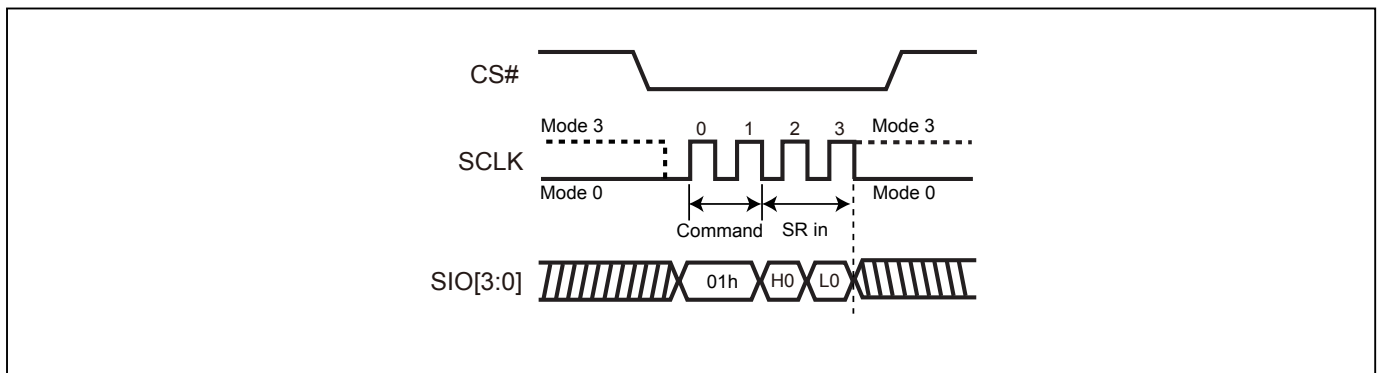 CS#
Mode 3 0 1 2 3 Mode 3
SCLK
Mode 0 Mode 0
Command SR in
SIO[3:0] 01h H0 L0